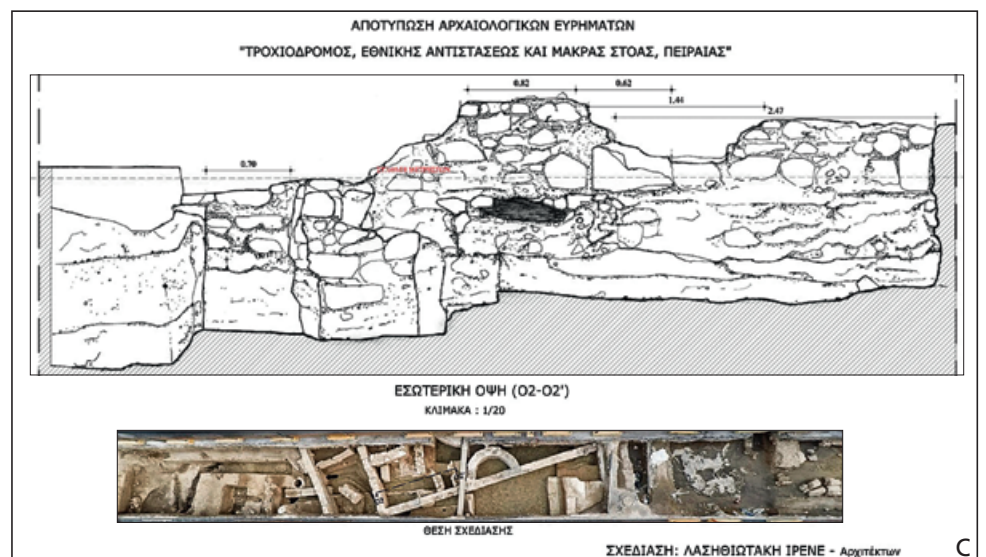 ΑΠΟΤΥΠΩΣΗ ΑΡΧΑΙΟΛΟΓΙΚΩΝ ΕΥΡΗΜΑΤΩΝ
"ΤΡΟΧΙΟΔΡΟΜΟΣ, ΕΘΝΙΚΗΣ ΑΝΤΙΣΤΑΣΕΩΣ ΚΑΙ ΜΑΚΡΑΣ ΣΤΟΑΣ, ΠΕΙΡΑΙΑΣ"
0.82 0.62
1.44
2.47
0.70
ΕΣΩΤΕΡΙΚΗ ΟΨΗ (Ο2-Ο2')
ΚΛΙΜΑΚΑ : 1/20
ΘΕΣΗ ΣΧΕΔΙΑΣΗΣ
ΣΧΕΔΙΑΣΗ: ΛΑΣΗΘΙΩΤΑΚΗ ΙΡΕΝΕ - Αρχιτέκτων
C